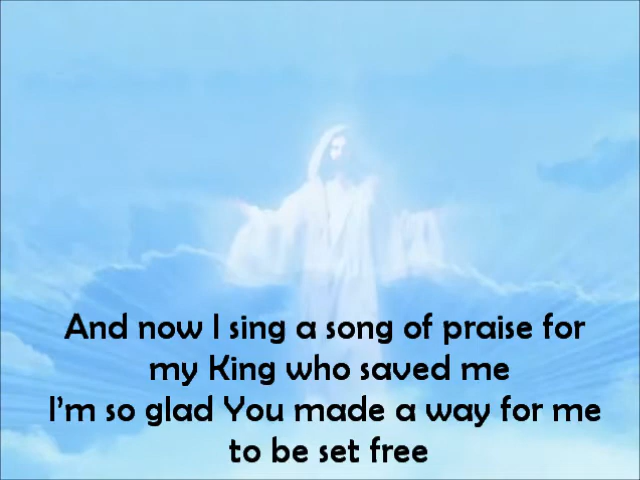 And now I sing a song of praise for
my King who saved me
I'm so glad You made a way for me
to be set free